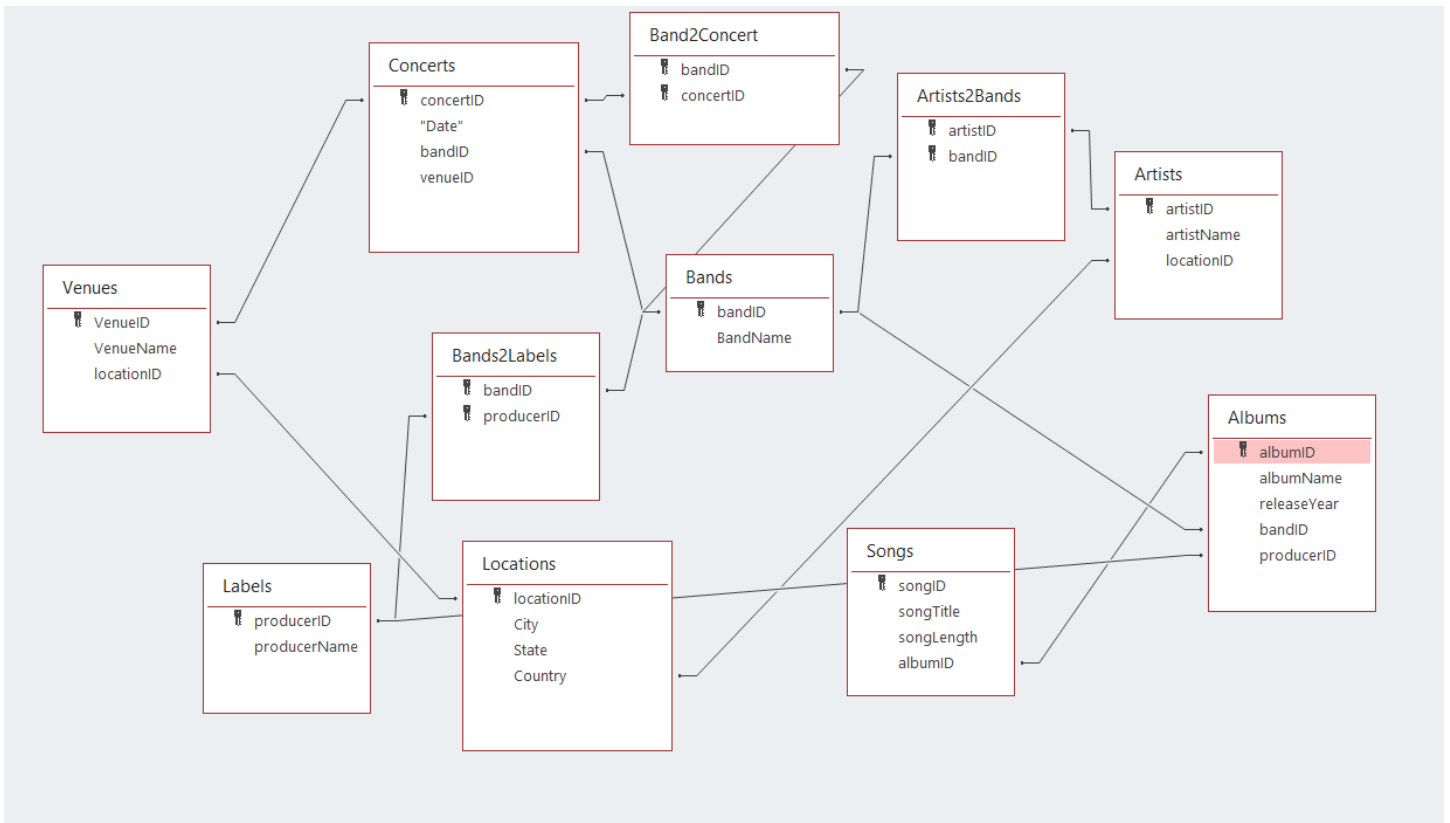 Band2Concert
bandID
concertID
Concerts
concertID
"Date"
bandID
venueID
Artists2Bands
artistID
bandID
Artists
artistID
artistName
locationID
Venues
VenueID
VenueName
locationID
Bands
bandID
BandName
Bands2Labels
bandID
producerID
Albums
albumID
albumName
releaseYear
bandID
producerID
Labels
producerID
producerName
Locations
locationID
City
State
Country
Songs
songID
songTitle
songLength
albumID